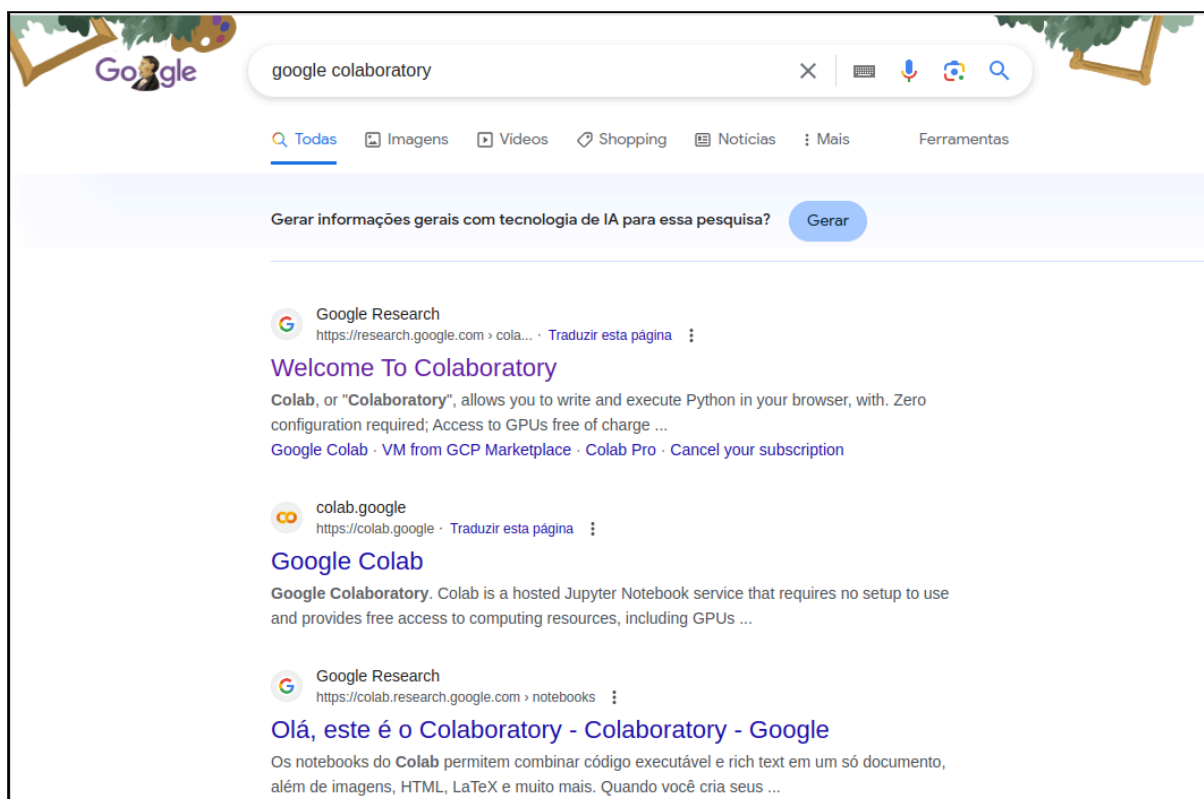 Google
google colaboratory
Todas Imagens Vídeos Shopping Notícias Mais Ferramentas
Gerar informações gerais com tecnologia de IA para essa pesquisa? Gerar
Google Research
https://research.google.com › cola... · Traduzir esta página
Welcome To Colaboratory
Colab, or "Colaboratory", allows you to write and execute Python in your browser, with. Zero
configuration required; Access to GPUs free of charge ...
Google Colab · VM from GCP Marketplace · Colab Pro · Cancel your subscription
colab.google
https://colab.google · Traduzir esta página
Google Colab
Google Colaboratory. Colab is a hosted Jupyter Notebook service that requires no setup to use
and provides free access to computing resources, including GPUs ...
Google Research
https://colab.research.google.com › notebooks
Olá, este é o Colaboratory - Colaboratory - Google
Os notebooks do Colab permitem combinar código executável e rich text em um só documento,
além de imagens, HTML, LaTeX e muito mais. Quando você cria seus ...